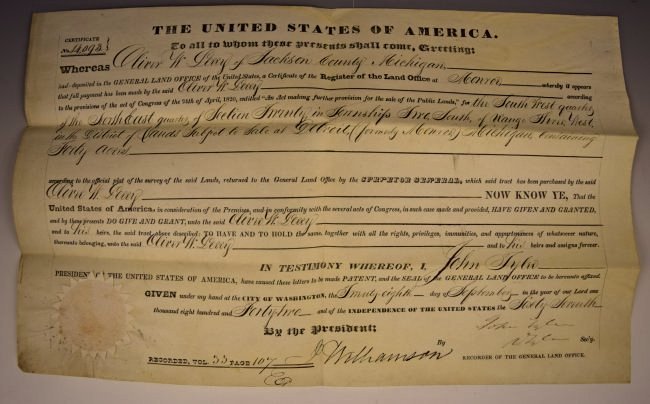 THE UNITED STATES OF AMERICA.
CERTIFICATE
No. 14,093
To all to whom these presents shall come, Greeting:
Whereas Oliver W. of Jackson County Michigan
had deposited in the GENERAL LAND OFFICE of the United States, a Certificate of the Register of the Land Office at Monroe whereby it appears
that full payment has been made by the said Oliver W. according
to the provisions of the act of Congress of the 24th of April, 1820, entitled "An Act making further provision for the sale of the Public Lands," for the South West quarter
of the East quarter of Section Twenty in Township Two, South, of Range Three, West,
in the District of Lands Subject to Sale at Detroit (formerly Monroe) Michigan, Containing
Forty Acres
according to the official plat of the survey of the said Lands, returned to the General Land Office by the SURVEYOR GENERAL, which said tract has been purchased by the said
Oliver W. NOW KNOW YE, That the
United States of America, in consideration of the Premises, and in conformity with the several acts of Congress, in such case made and provided, HAVE GIVEN AND GRANTED,
and by these presents DO GIVE AND GRANT, unto the said Oliver W.
and to his heirs, the said tract above described: TO HAVE AND TO HOLD the same, together with all the rights, privileges, immunities, and appurtenances of whatsoever nature,
thereunto belonging, unto the said Oliver W. and to his heirs and assigns forever.
IN TESTIMONY WHEREOF, I, John Tyler
PRESIDENT OF THE UNITED STATES OF AMERICA, have caused these letters to be made PATENT, and the SEAL of the GENERAL LAND OFFICE to be hereunto affixed.
GIVEN under my hand at the CITY OF WASHINGTON, the Twenty eighth day of September in the year of our Lord one
thousand eight hundred and Forty two and of the INDEPENDENCE OF THE UNITED STATES the Sixty Seventh
By the President: John Tyler
By R Tyler Sec'y.
RECORDED, VOL. 33 PAGE 107 J Williamson RECORDER OF THE GENERAL LAND OFFICE.